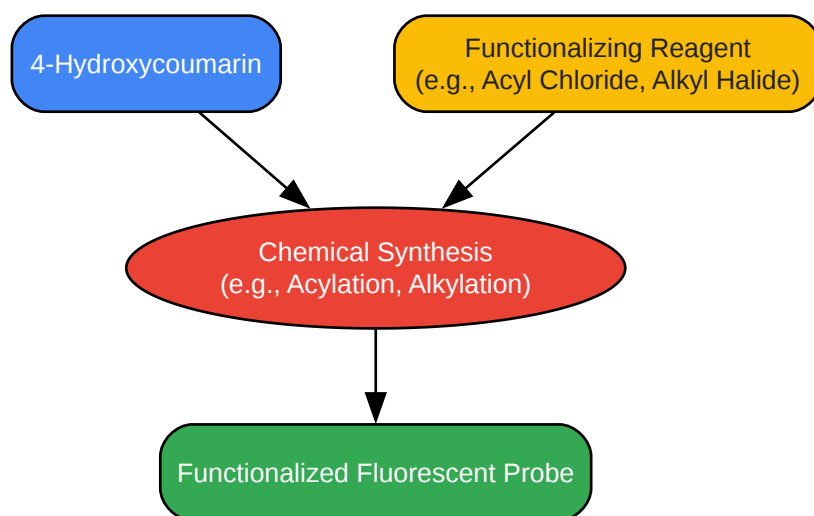 4-Hydroxycoumarin
Functionalizing Reagent
(e.g., Acyl Chloride, Alkyl Halide)
Chemical Synthesis
(e.g., Acylation, Alkylation)
Functionalized Fluorescent Probe